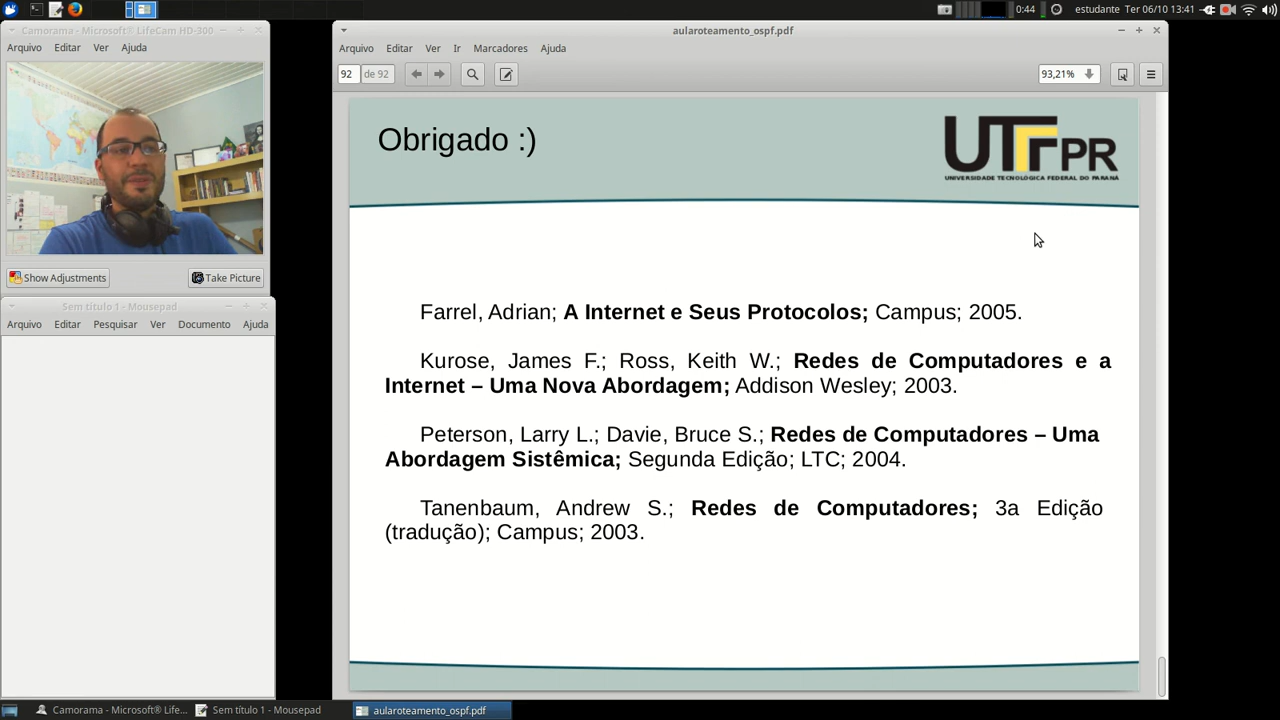 0:44
estudante Ter 06/10 13:41
Camorama - Microsoft® LifeCam HD-300
Arquivo Editar Ver Ajuda
Show Adjustments
Take Picture
Sem título 1 - Mousepad
Arquivo Editar Pesquisar Ver Documento Ajuda
aularoteamento_ospf.pdf
Arquivo Editar Ver Ir Marcadores Ajuda
92 de 92
93,21%
Obrigado :)
UTFPR
UNIVERSIDADE TECNOLÓGICA FEDERAL DO PARANÁ
Farrel, Adrian; A Internet e Seus Protocolos; Campus; 2005.
Kurose, James F.; Ross, Keith W.; Redes de Computadores e a
Internet – Uma Nova Abordagem; Addison Wesley; 2003.
Peterson, Larry L.; Davie, Bruce S.; Redes de Computadores – Uma
Abordagem Sistêmica; Segunda Edição; LTC; 2004.
Tanenbaum, Andrew S.; Redes de Computadores; 3a Edição
(tradução); Campus; 2003.
Camorama - Microsoft® Life...
Sem título 1 - Mousepad
aularoteamento_ospf.pdf